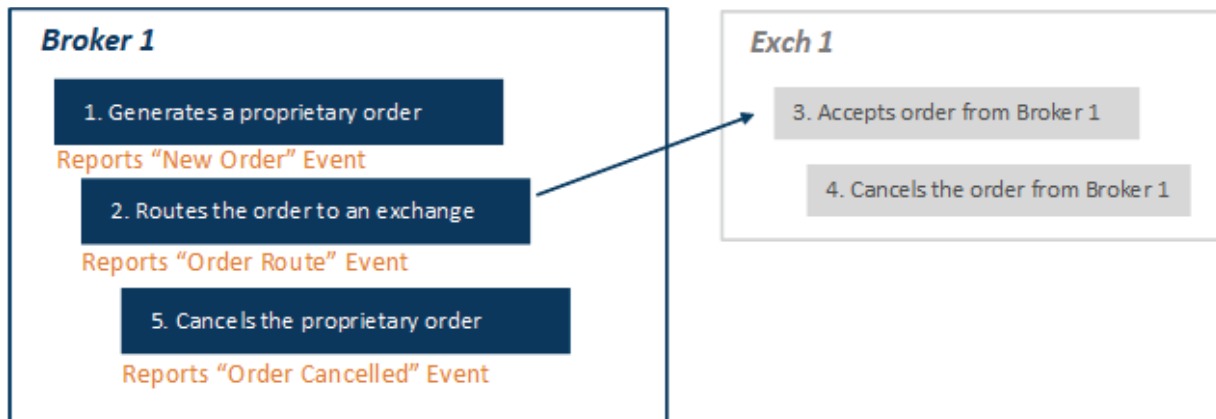 Broker 1
1. Generates a proprietary order
Reports “New Order” Event
2. Routes the order to an exchange
Reports “Order Route” Event
5. Cancels the proprietary order
Reports “Order Cancelled” Event
Exch 1
3. Accepts order from Broker 1
4. Cancels the order from Broker 1